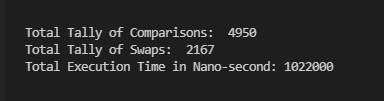 Total Tally of Comparisons:  4950
Total Tally of Swaps:  2167
Total Execution Time in Nano-second: 1022000